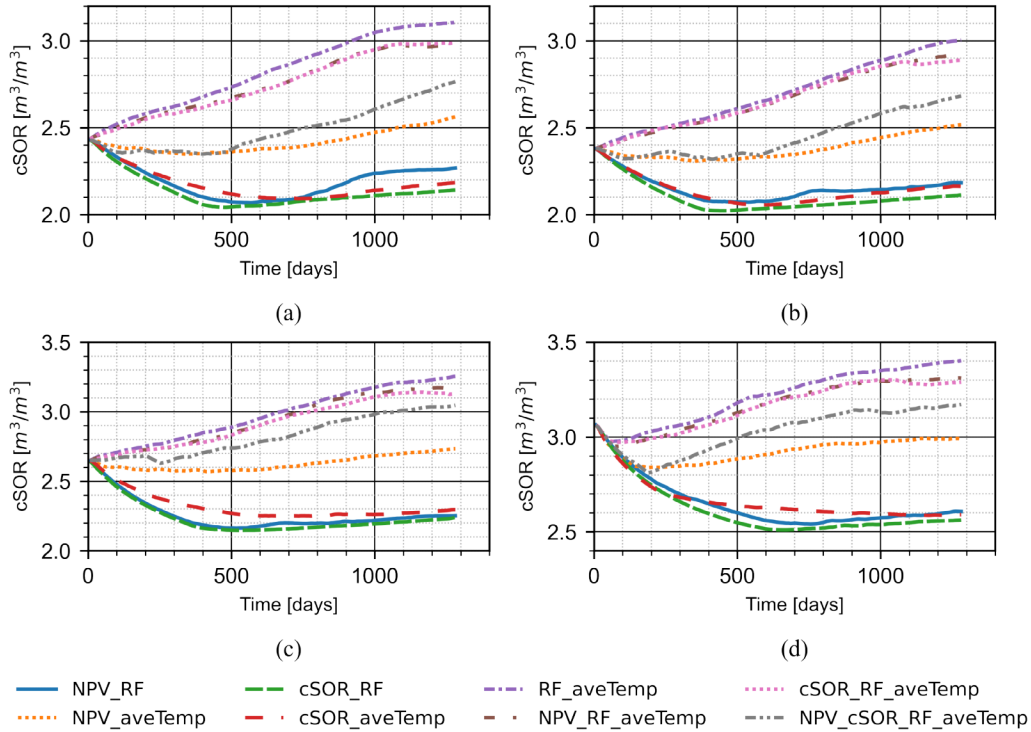 cSOR [m³/m³]
3.0
2.5
2.0
0 500 1000
Time [days]
(a)
cSOR [m³/m³]
3.0
2.5
2.0
0 500 1000
Time [days]
(b)
cSOR [m³/m³]
3.5
3.0
2.5
2.0
0 500 1000
Time [days]
(c)
cSOR [m³/m³]
3.5
3.0
2.5
0 500 1000
Time [days]
(d)
NPV_RF cSOR_RF RF_aveTemp cSOR_RF_aveTemp
NPV_aveTemp cSOR_aveTemp NPV_RF_aveTemp NPV_cSOR_RF_aveTemp